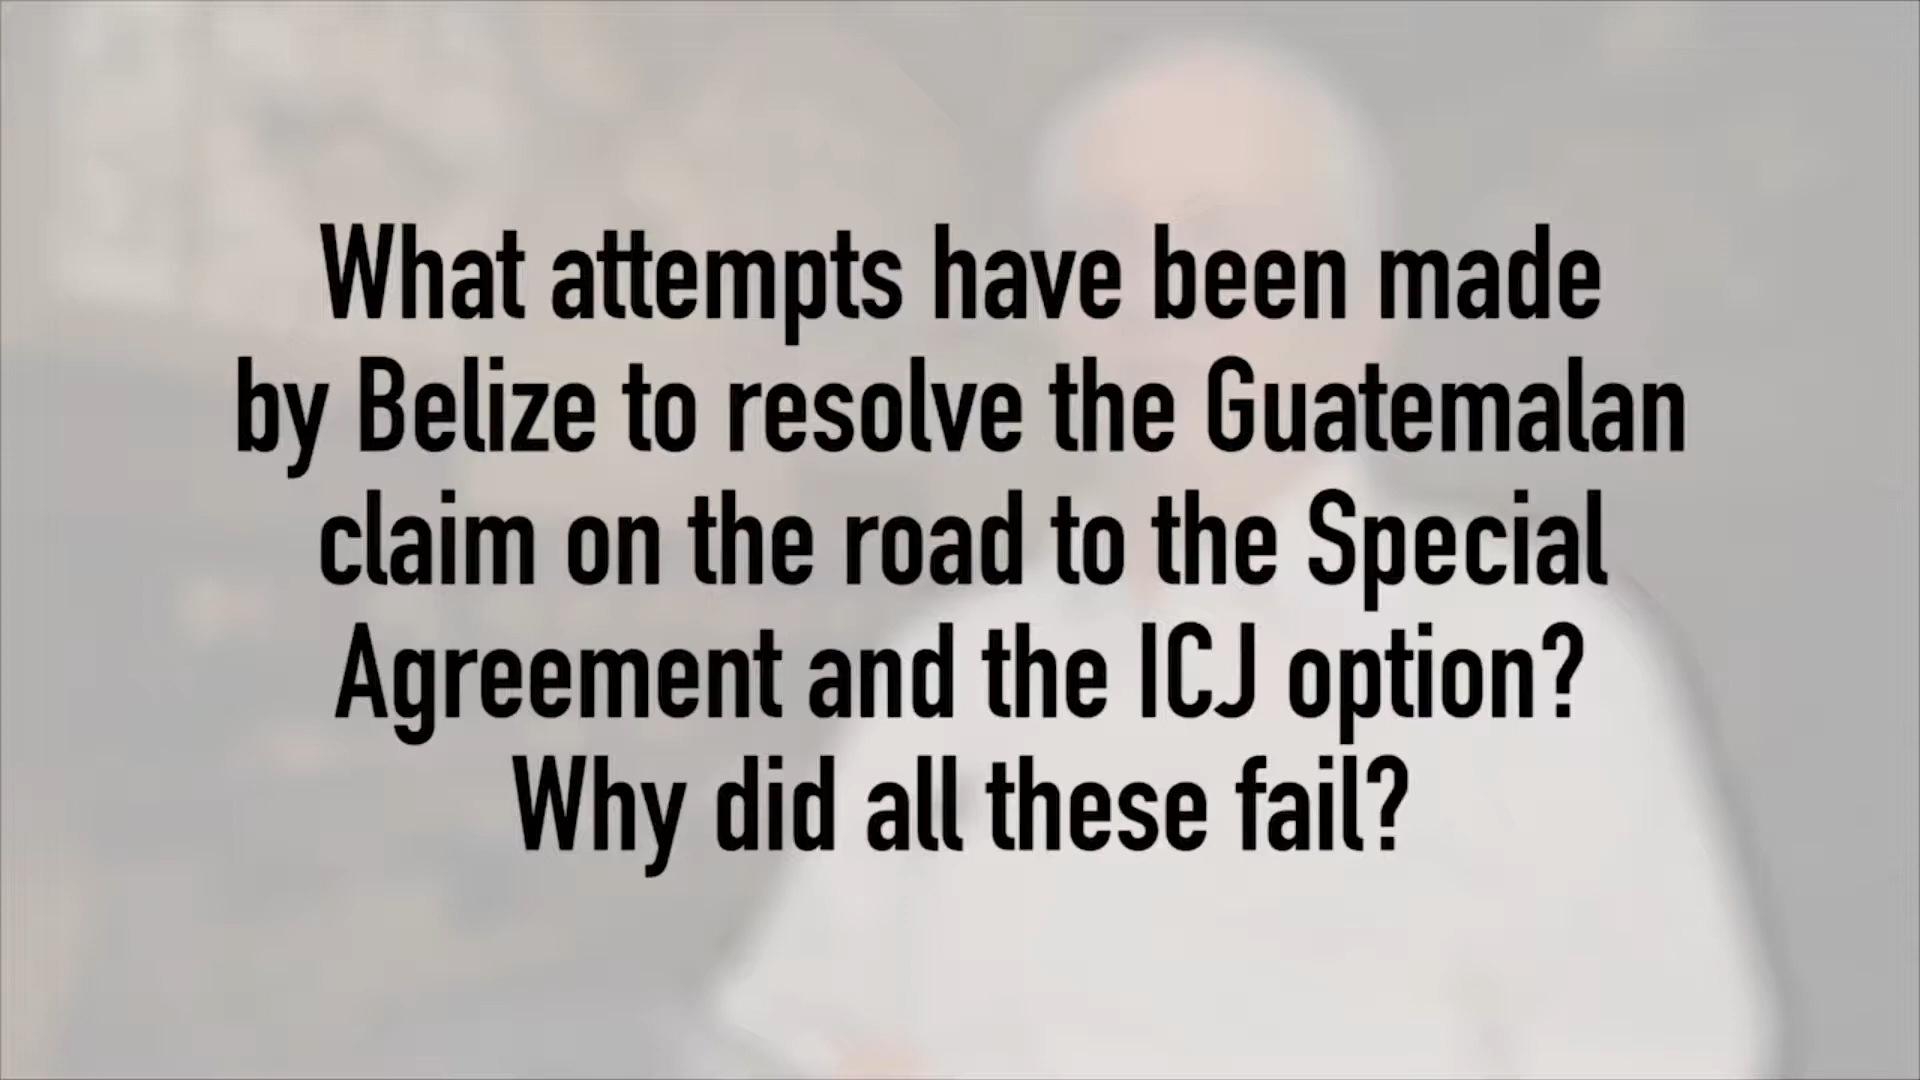 What attempts have been made
by Belize to resolve the Guatemalan
claim on the road to the Special
Agreement and the ICJ option?
Why did all these fail?